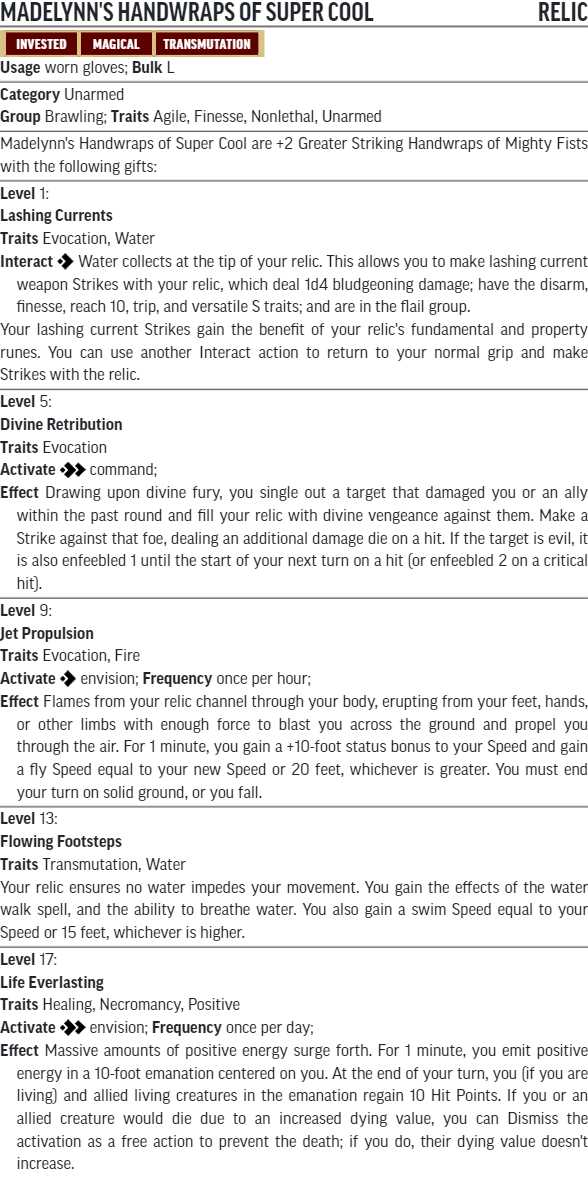 MADELYNN'S HANDWRAPS OF SUPER COOL RELIC
INVESTED MAGICAL TRANSMUTATION
Usage worn gloves; Bulk L
Category Unarmed
Group Brawling; Traits Agile, Finesse, Nonlethal, Unarmed
Madelynn's Handwraps of Super Cool are +2 Greater Striking Handwraps of Mighty Fists
with the following gifts:
Level 1:
Lashing Currents
Traits Evocation, Water
Interact Water collects at the tip of your relic. This allows you to make lashing current
weapon Strikes with your relic, which deal 1d4 bludgeoning damage; have the disarm,
finesse, reach 10, trip, and versatile S traits; and are in the flail group.
Your lashing current Strikes gain the benefit of your relic's fundamental and property
runes. You can use another Interact action to return to your normal grip and make
Strikes with the relic.
Level 5:
Divine Retribution
Traits Evocation
Activate command;
Effect Drawing upon divine fury, you single out a target that damaged you or an ally
within the past round and fill your relic with divine vengeance against them. Make a
Strike against that foe, dealing an additional damage die on a hit. If the target is evil, it
is also enfeebled 1 until the start of your next turn on a hit (or enfeebled 2 on a critical
hit).
Level 9:
Jet Propulsion
Traits Evocation, Fire
Activate envision; Frequency once per hour;
Effect Flames from your relic channel through your body, erupting from your feet, hands,
or other limbs with enough force to blast you across the ground and propel you
through the air. For 1 minute, you gain a +10-foot status bonus to your Speed and gain
a fly Speed equal to your new Speed or 20 feet, whichever is greater. You must end
your turn on solid ground, or you fall.
Level 13:
Flowing Footsteps
Traits Transmutation, Water
Your relic ensures no water impedes your movement. You gain the effects of the water
walk spell, and the ability to breathe water. You also gain a swim Speed equal to your
Speed or 15 feet, whichever is higher.
Level 17:
Life Everlasting
Traits Healing, Necromancy, Positive
Activate envision; Frequency once per day;
Effect Massive amounts of positive energy surge forth. For 1 minute, you emit positive
energy in a 10-foot emanation centered on you. At the end of your turn, you (if you are
living) and allied living creatures in the emanation regain 10 Hit Points. If you or an
allied creature would die due to an increased dying value, you can Dismiss the
activation as a free action to prevent the death; if you do, their dying value doesn't
increase.